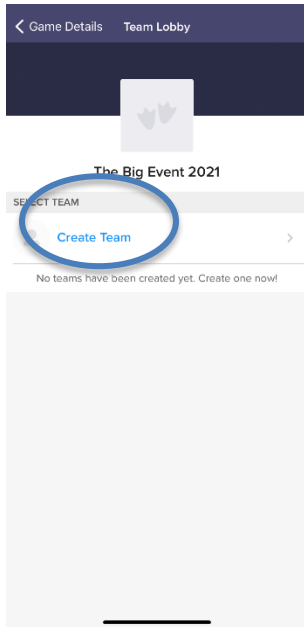 Game Details Team Lobby
The Big Event 2021
SELECT TEAM
Create Team
No teams have been created yet. Create one now!